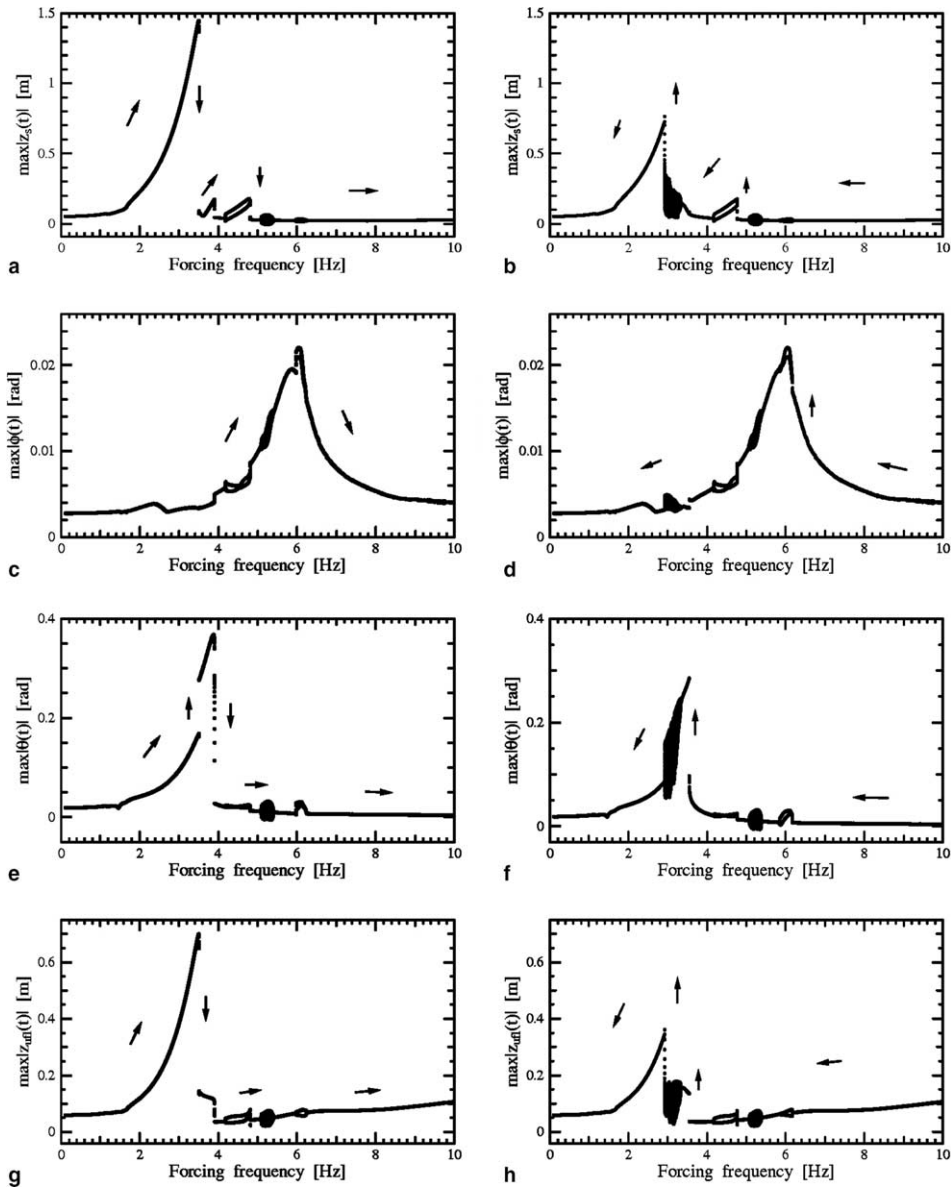 1.5
1
0.5
0
max|z_s(t)| [m]
0 2 4 6 8 10
Forcing frequency [Hz]
a
1.5
1
0.5
0
max|z_s(t)| [m]
0 2 4 6 8 10
Forcing frequency [Hz]
b
0.02
0.01
0
max|ϕ(t)| [rad]
0 2 4 6 8 10
Forcing frequency [Hz]
c
0.02
0.01
0
max|ϕ(t)| [rad]
0 2 4 6 8 10
Forcing frequency [Hz]
d
0.4
0.2
0
max|θ(t)| [rad]
0 2 4 6 8 10
Forcing frequency [Hz]
e
0.4
0.2
0
max|θ(t)| [rad]
0 2 4 6 8 10
Forcing frequency [Hz]
f
0.6
0.4
0.2
0
max|z_ufl(t)| [m]
0 2 4 6 8 10
Forcing frequency [Hz]
g
0.6
0.4
0.2
0
max|z_ufl(t)| [m]
0 2 4 6 8 10
Forcing frequency [Hz]
h